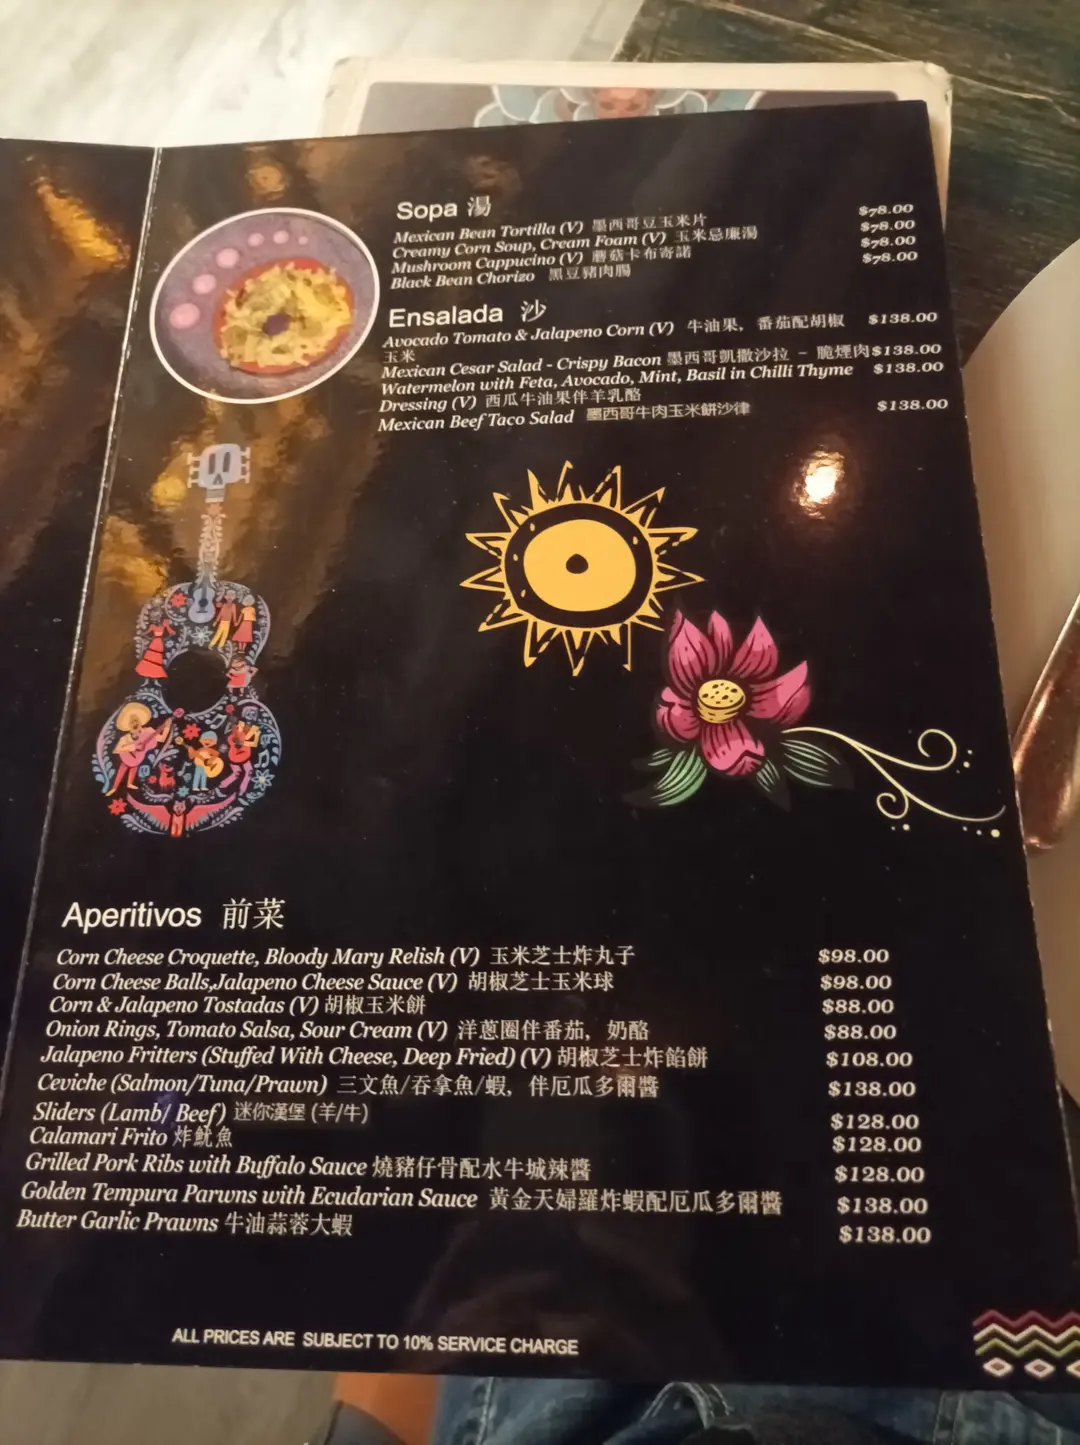 Sopa 湯
Mexican Bean Tortilla (V) 墨西哥豆玉米片 $78.00
Creamy Corn Soup, Cream Foam (V) 玉米忌廉湯 $78.00
Mushroom Cappucino (V) 蘑菇卡布寄諾 $78.00
Black Bean Chorizo 黑豆豬肉腸 $78.00
Ensalada 沙
Avocado Tomato & Jalapeno Corn (V) 牛油果，番茄配胡椒 $138.00
玉米
Mexican Cesar Salad - Crispy Bacon 墨西哥凱撒沙拉 - 脆煙肉 $138.00
Watermelon with Feta, Avocado, Mint, Basil in Chilli Thyme $138.00
Dressing (V) 西瓜牛油果伴羊乳酪
Mexican Beef Taco Salad 墨西哥牛肉玉米餅沙律 $138.00
Aperitivos 前菜
Corn Cheese Croquette, Bloody Mary Relish (V) 玉米芝士炸丸子 $98.00
Corn Cheese Balls,Jalapeno Cheese Sauce (V) 胡椒芝士玉米球 $98.00
Corn & Jalapeno Tostadas (V) 胡椒玉米餅 $88.00
Onion Rings, Tomato Salsa, Sour Cream (V) 洋蔥圈伴番茄，奶酪 $88.00
Jalapeno Fritters (Stuffed With Cheese, Deep Fried) (V) 胡椒芝士炸餡餅 $108.00
Ceviche (Salmon/Tuna/Prawn) 三文魚/吞拿魚/蝦，伴厄瓜多爾醬 $138.00
Sliders (Lamb/ Beef) 迷你漢堡 (羊/牛) $128.00
Calamari Frito 炸魷魚 $128.00
Grilled Pork Ribs with Buffalo Sauce 燒豬仔骨配水牛城辣醬 $128.00
Golden Tempura Parwns with Ecudarian Sauce 黃金天婦羅炸蝦配厄瓜多爾醬 $138.00
Butter Garlic Prawns 牛油蒜蓉大蝦 $138.00
ALL PRICES ARE SUBJECT TO 10% SERVICE CHARGE